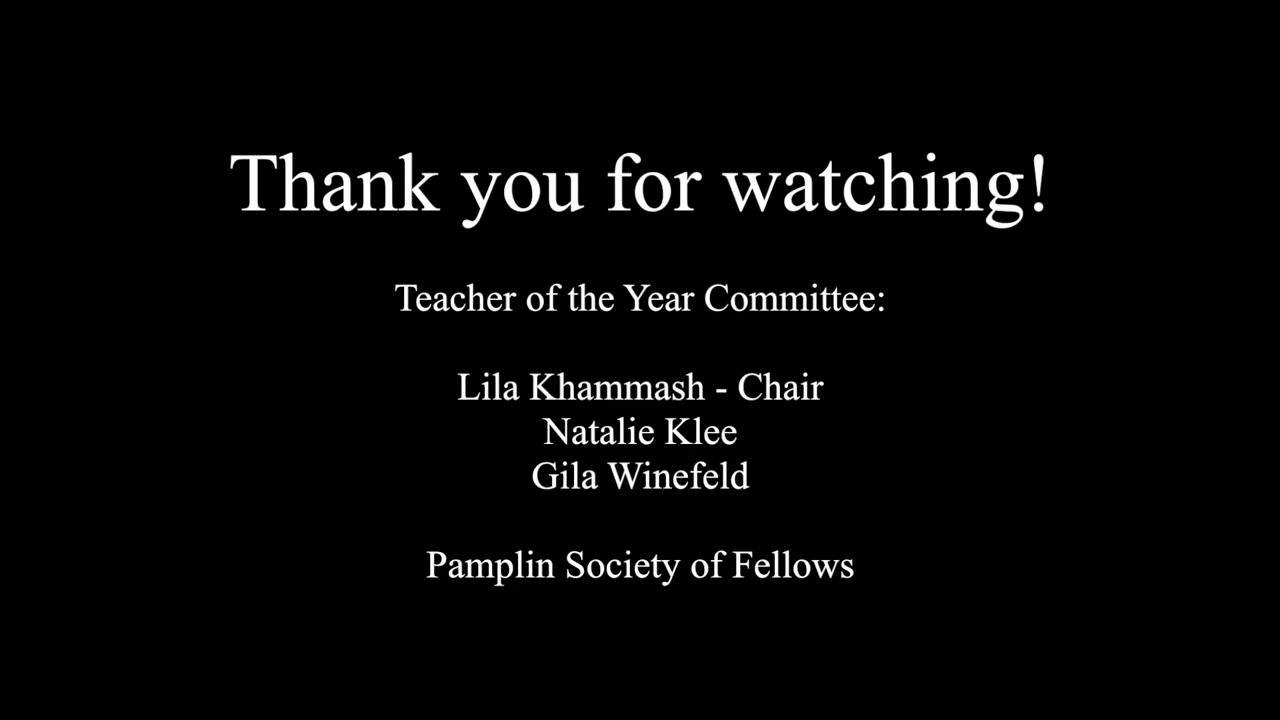 Thank you for watching!
Teacher of the Year Committee:
Lila Khammash - Chair
Natalie Klee
Gila Winefeld
Pamplin Society of Fellows